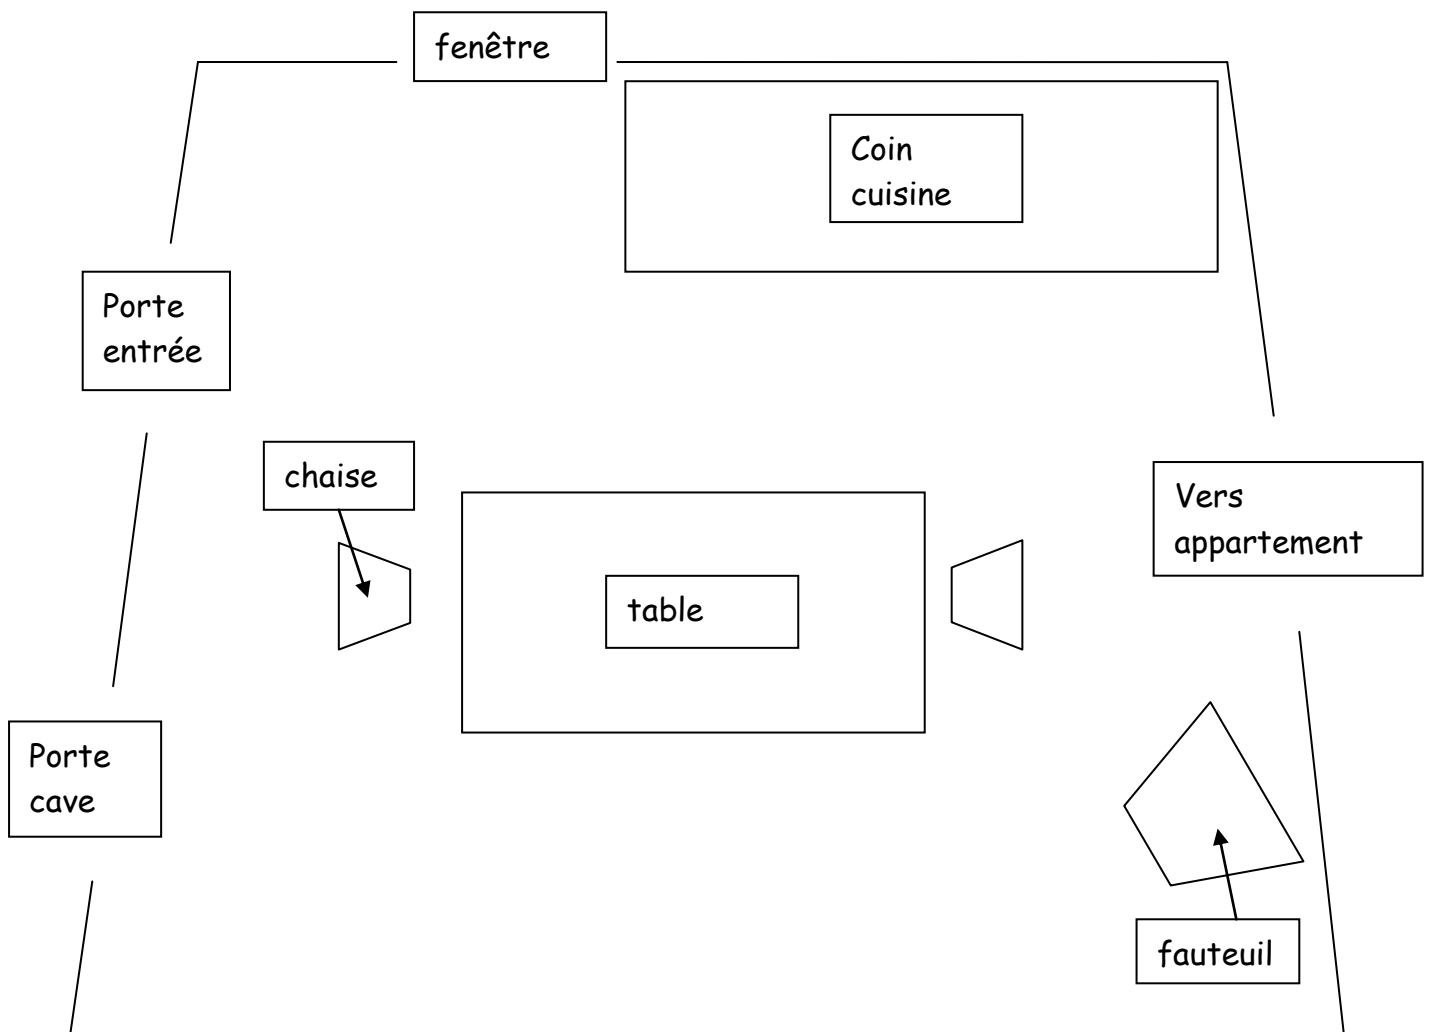 fenêtre
Coin
cuisine
Porte
entrée
chaise
Vers
appartement
table
Porte
cave
fauteuil